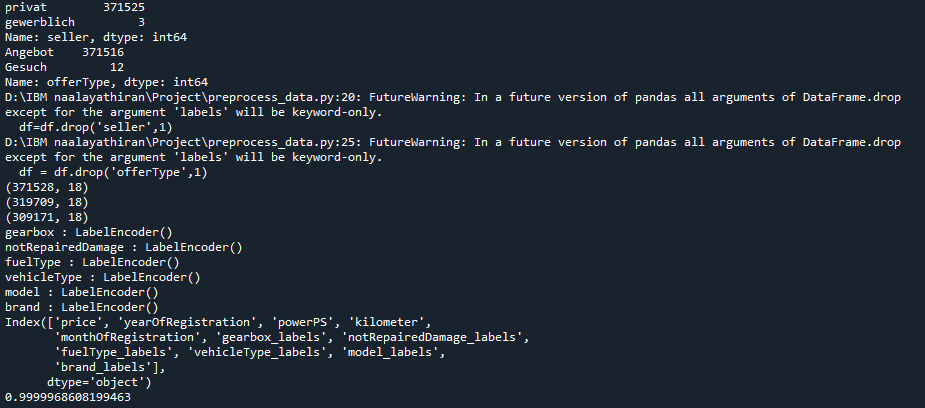 privat       371525
gewerblich        3
Name: seller, dtype: int64
Angebot    371516
Gesuch         12
Name: offerType, dtype: int64
D:\IBM naalayathiran\Project\preprocess_data.py:20: FutureWarning: In a future version of pandas all arguments of DataFrame.drop
except for the argument 'labels' will be keyword-only.
  df=df.drop('seller',1)
D:\IBM naalayathiran\Project\preprocess_data.py:25: FutureWarning: In a future version of pandas all arguments of DataFrame.drop
except for the argument 'labels' will be keyword-only.
  df = df.drop('offerType',1)
(371528, 18)
(319709, 18)
(309171, 18)
gearbox : LabelEncoder()
notRepairedDamage : LabelEncoder()
fuelType : LabelEncoder()
vehicleType : LabelEncoder()
model : LabelEncoder()
brand : LabelEncoder()
Index(['price', 'yearOfRegistration', 'powerPS', 'kilometer',
       'monthOfRegistration', 'gearbox_labels', 'notRepairedDamage_labels',
       'fuelType_labels', 'vehicleType_labels', 'model_labels',
       'brand_labels'],
      dtype='object')
0.9999968608199463